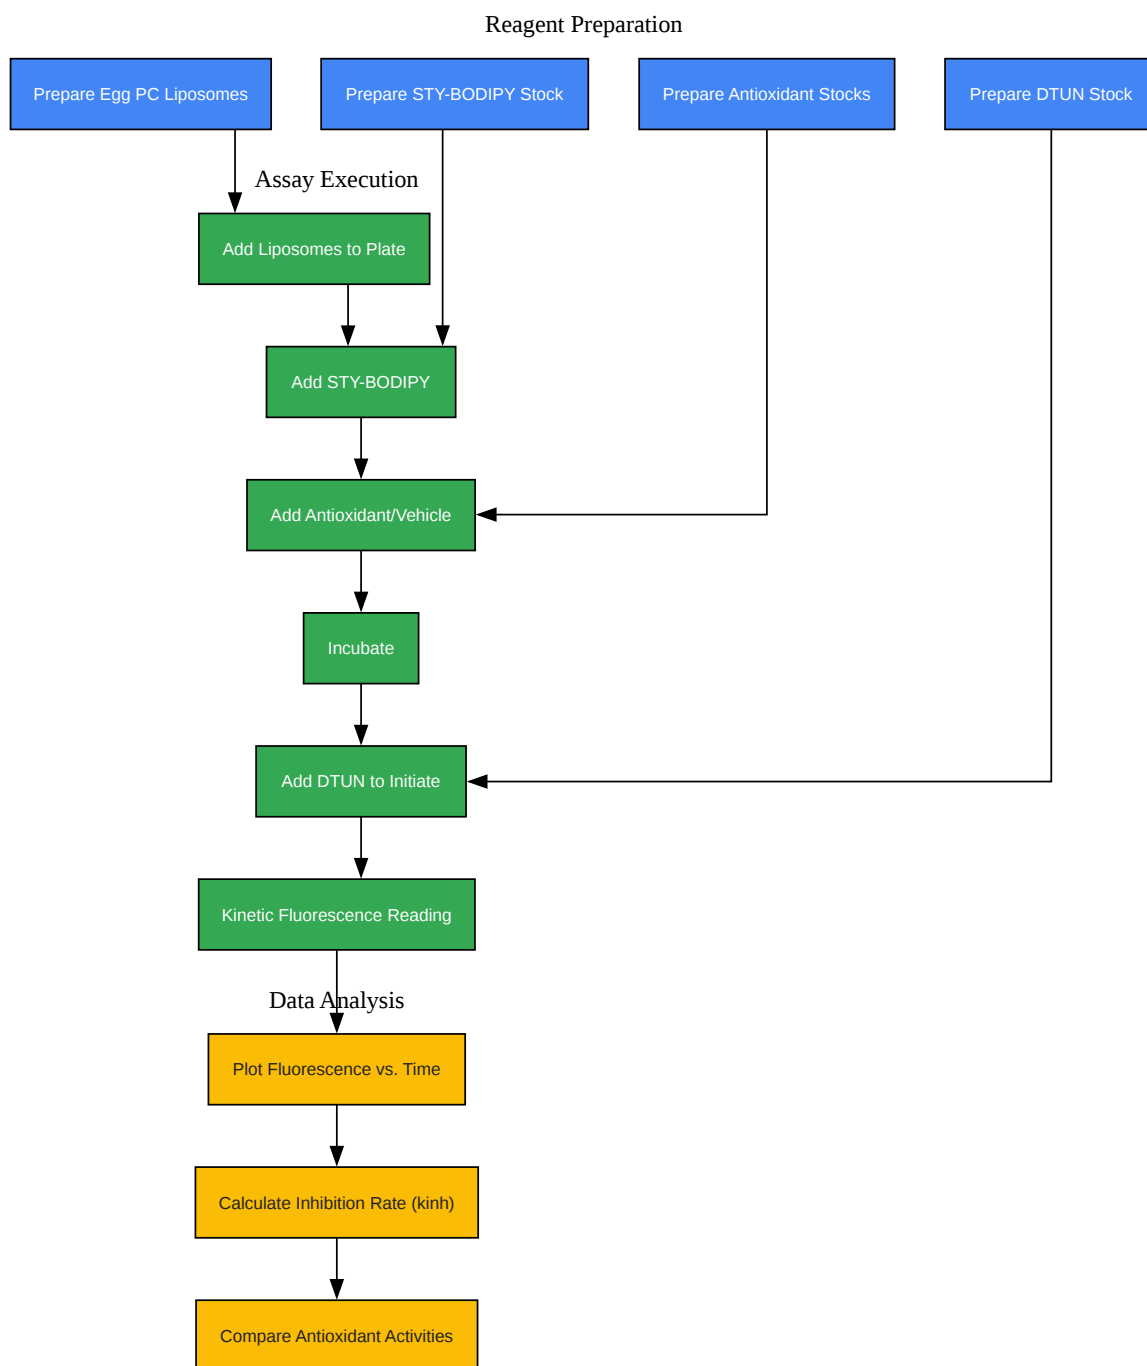 Reagent Preparation
Prepare Egg PC Liposomes
Prepare STY-BODIPY Stock
Prepare Antioxidant Stocks
Prepare DTUN Stock
Assay Execution
Add Liposomes to Plate
Add STY-BODIPY
Add Antioxidant/Vehicle
Incubate
Add DTUN to Initiate
Kinetic Fluorescence Reading
Data Analysis
Plot Fluorescence vs. Time
Calculate Inhibition Rate (kinh)
Compare Antioxidant Activities